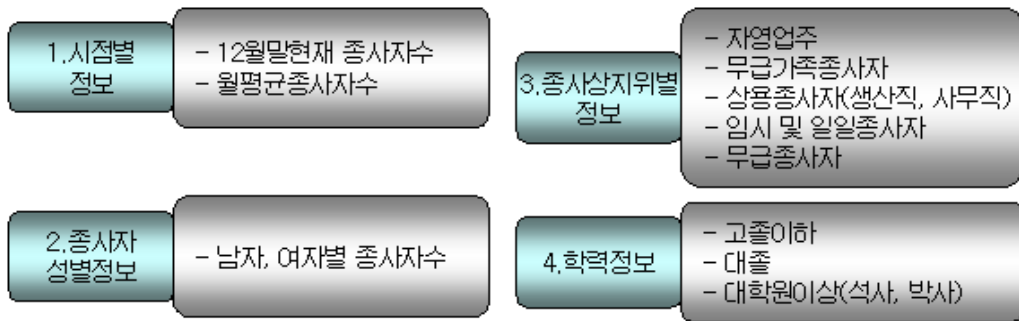 1.시점별
정보
- 12월말현재 종사자수
- 월평균종사자수
2.종사자
성별정보
- 남자, 여자별 종사자수
3.종사상지위별
정보
- 자영업주
- 무급가족종사자
- 상용종사자(생산직, 사무직)
- 임시 및 일일종사자
- 무급종사자
4.학력정보
- 고졸이하
- 대졸
- 대학원이상(석사, 박사)